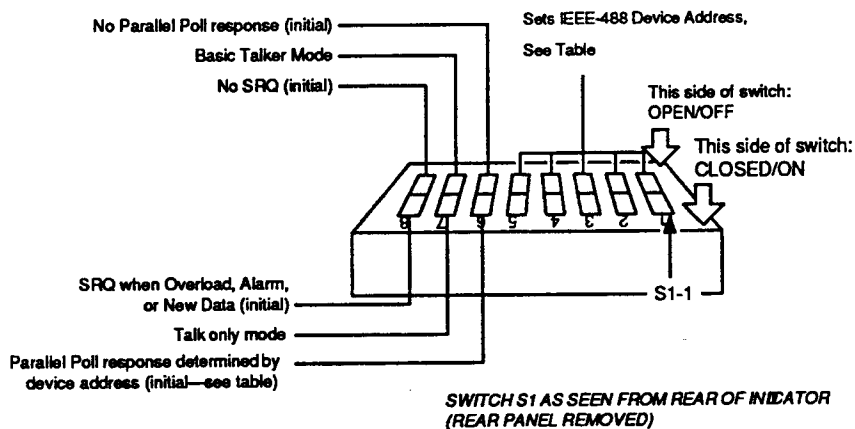 No Parallel Poll response (initial)
Basic Talker Mode
No SRQ (initial)
Sets IEEE-488 Device Address,
See Table
This side of switch:
OPEN/OFF
This side of switch:
CLOSED/ON
8 7 6 5 4 3 2 1
S1-1
SRQ when Overload, Alarm,
or New Data (initial)
Talk only mode
Parallel Poll response determined by
device address (initial—see table)
SWITCH S1 AS SEEN FROM REAR OF INDICATOR
(REAR PANEL REMOVED)